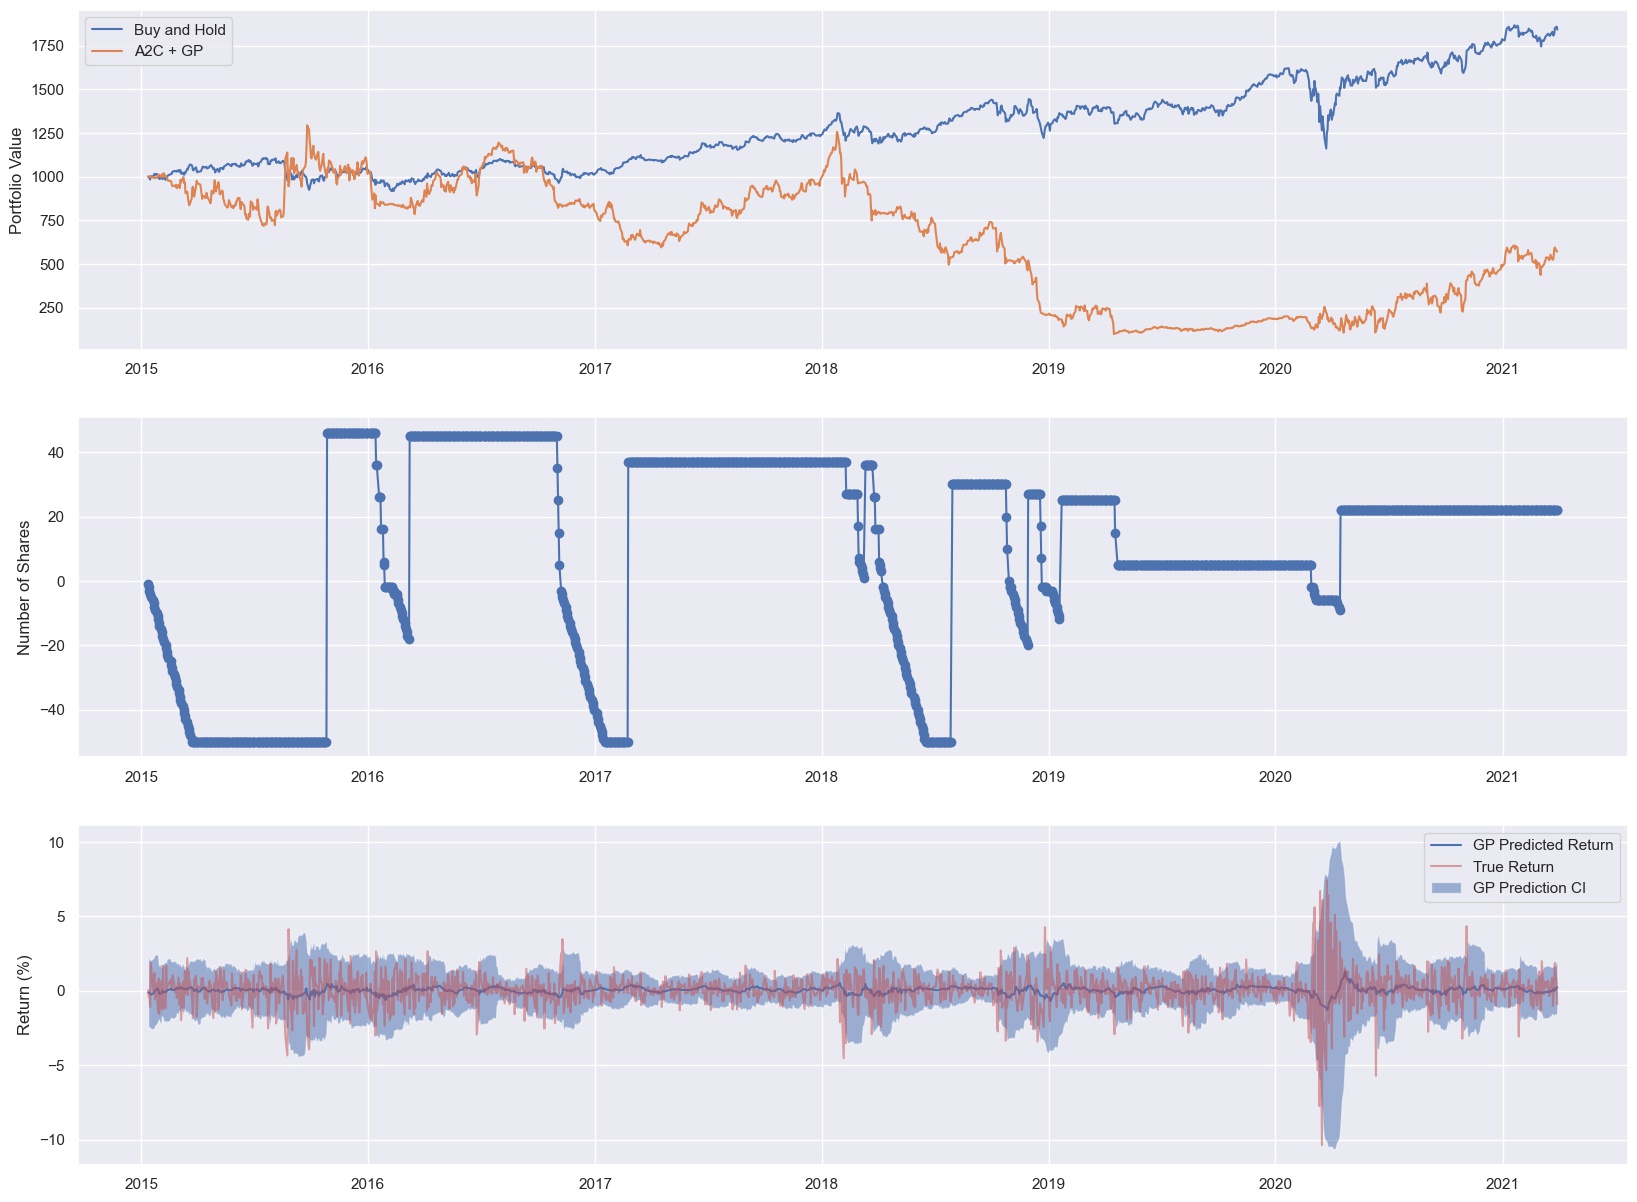 Buy and Hold
A2C + GP
Portfolio Value
1750
1500
1250
1000
750
500
250
2015 2016 2017 2018 2019 2020 2021
Number of Shares
40
20
0
−20
−40
2015 2016 2017 2018 2019 2020 2021
GP Predicted Return
True Return
GP Prediction CI
Return (%)
10
5
0
−5
−10
2015 2016 2017 2018 2019 2020 2021